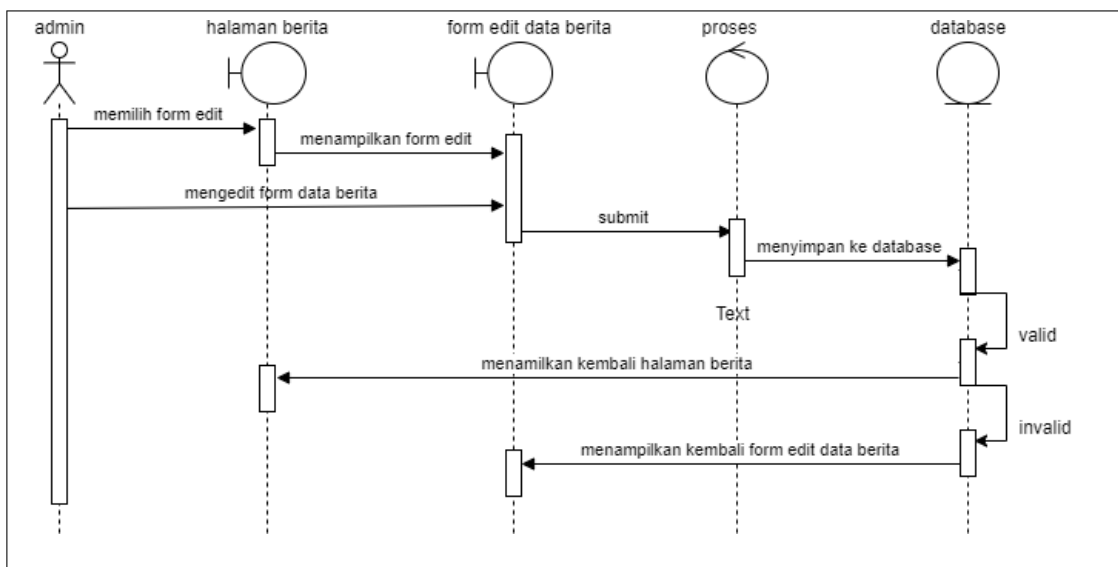 admin
halaman berita
form edit data berita
proses
database
memilih form edit
menampilkan form edit
mengedit form data berita
submit
menyimpan ke database
Text
valid
menamilkan kembali halaman berita
invalid
menampilkan kembali form edit data berita